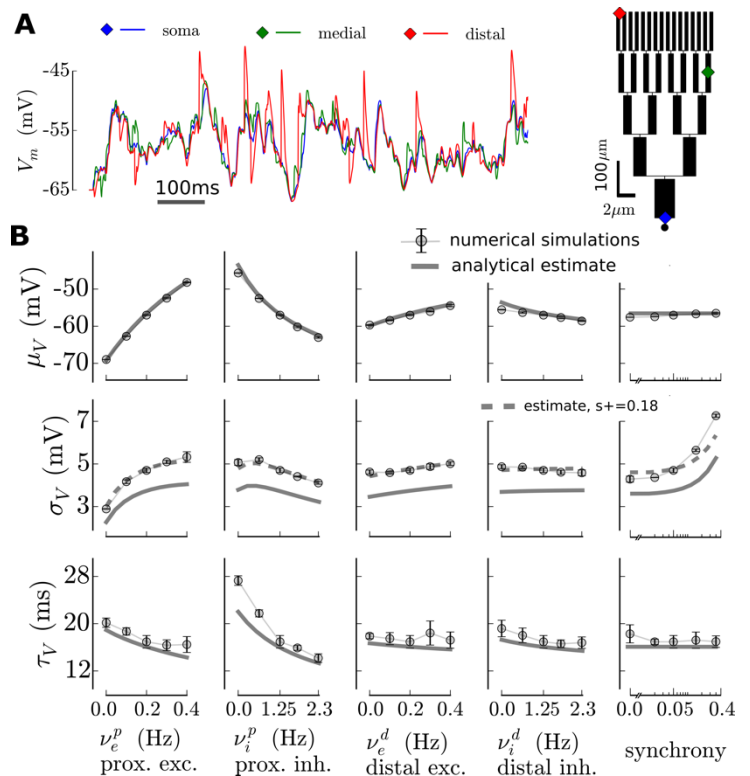 A
soma medial distal
-45
-55
-65
V_m (mV)
100ms
100 μm
2μm
B
numerical simulations
analytical estimate
μ_V (mV)
-50
-60
-70
σ_V (mV)
7
5
3
estimate, s+=0.18
τ_V (ms)
28
20
12
0.0 0.2 0.4
0.0 1.25 2.3
0.0 0.2 0.4
0.0 1.25 2.3
0.0 0.05 0.4
ν_e^p (Hz)
prox. exc.
ν_i^p (Hz)
prox. inh.
ν_e^d (Hz)
distal exc.
ν_i^d (Hz)
distal inh.
synchrony